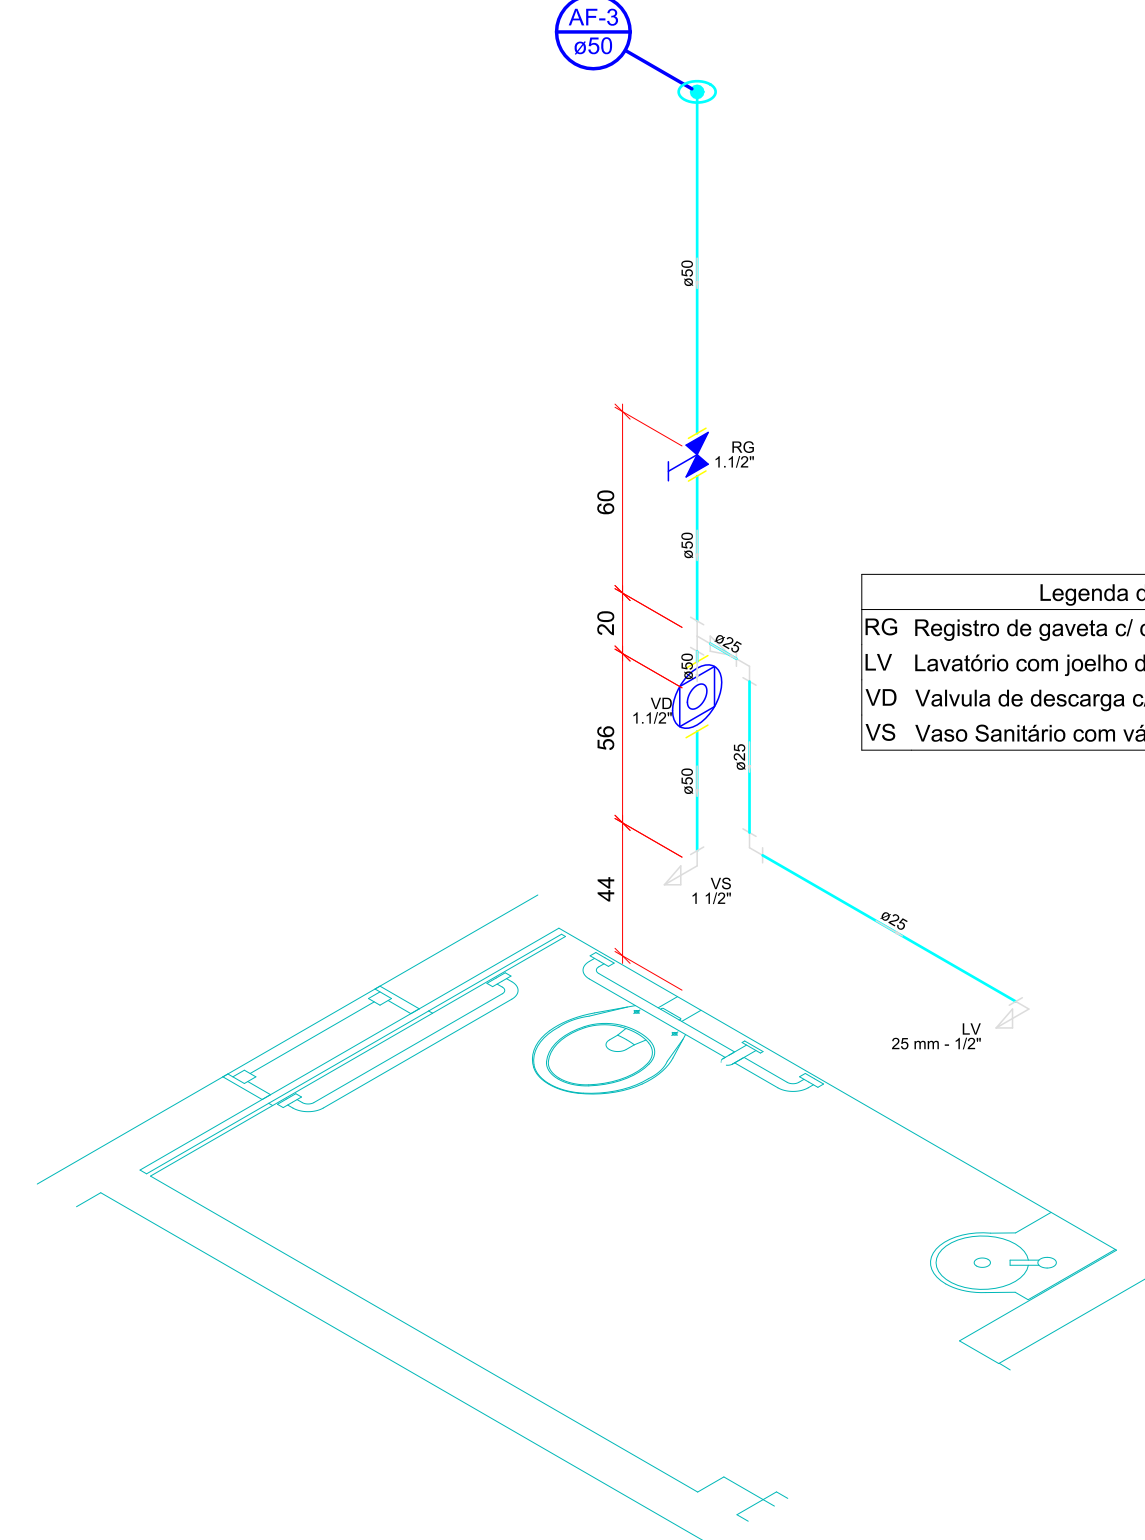 AF-3
ø50
ø50
RG
1.1/2"
60
ø50
Legenda d
RG Registro de gaveta c/ c
LV Lavatório com joelho d
VD Valvula de descarga c/
VS Vaso Sanitário com vá
20
ø25
ø50
VD
1.1/2"
56
ø25
ø50
44
VS
1 1/2"
ø25
LV
25 mm - 1/2"